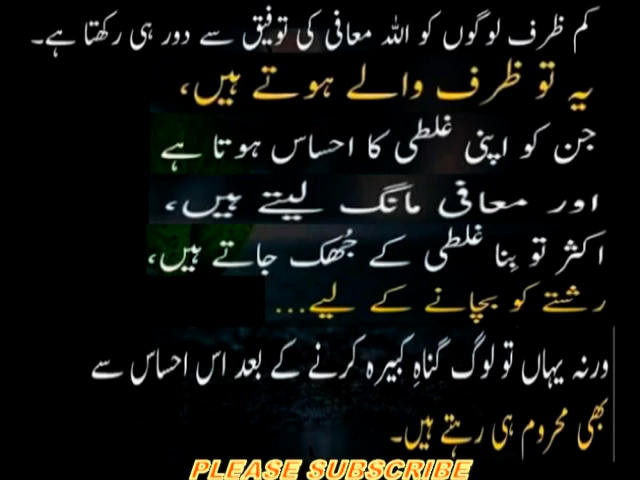 کم ظرف لوگوں کو اللہ معافی کی توفیق سے دور ہی رکھتا ہے۔
یہ تو ظرف والے ہوتے ہیں،
جن کو اپنی غلطی کا احساس ہوتا ہے
اور معافی مانگ لیتے ہیں،
اکثر تو بِنا غلطی کے جُھک جاتے ہیں،
رشتے کو بچانے کے لیے...
ورنہ یہاں تو لوگ گناہِ کبیرہ کرنے کے بعد اس احساس سے
بھی محروم ہی رہتے ہیں۔
PLEASE SUBSCRIBE